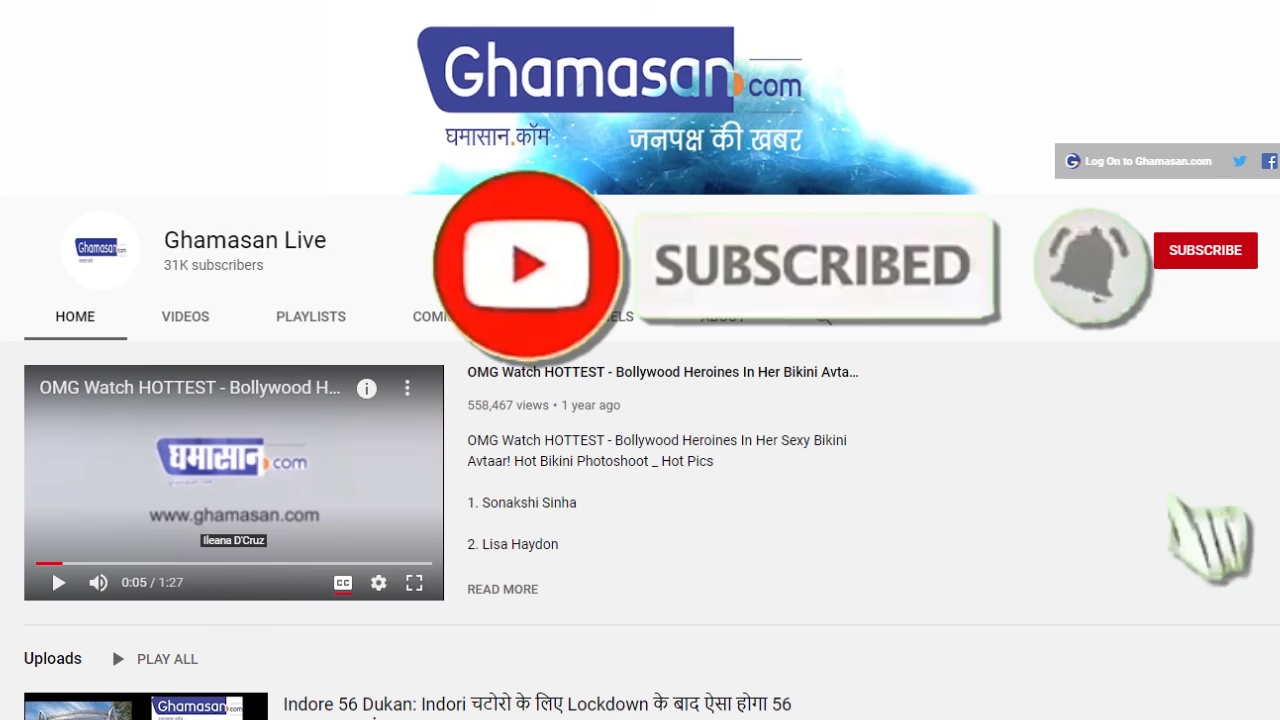 Ghamasan.com
घमासान.कॉम
जनपक्ष की खबर
Log On to Ghamasan.com
Ghamasan
Ghamasan Live
31K subscribers
SUBSCRIBED
SUBSCRIBE
HOME
VIDEOS
PLAYLISTS
OMG Watch HOTTEST - Bollywood H...
घमासान.com
www.ghamasan.com
Ileana D'Cruz
0:05 / 1:27
CC
OMG Watch HOTTEST - Bollywood Heroines In Her Bikini Avta...
558,467 views • 1 year ago
OMG Watch HOTTEST - Bollywood Heroines In Her Sexy Bikini
Avtaar! Hot Bikini Photoshoot _ Hot Pics
1. Sonakshi Sinha
2. Lisa Haydon
READ MORE
Uploads
PLAY ALL
Ghamasan
Indore 56 Dukan: Indori चटोरो के लिए Lockdown के बाद ऐसा होगा 56